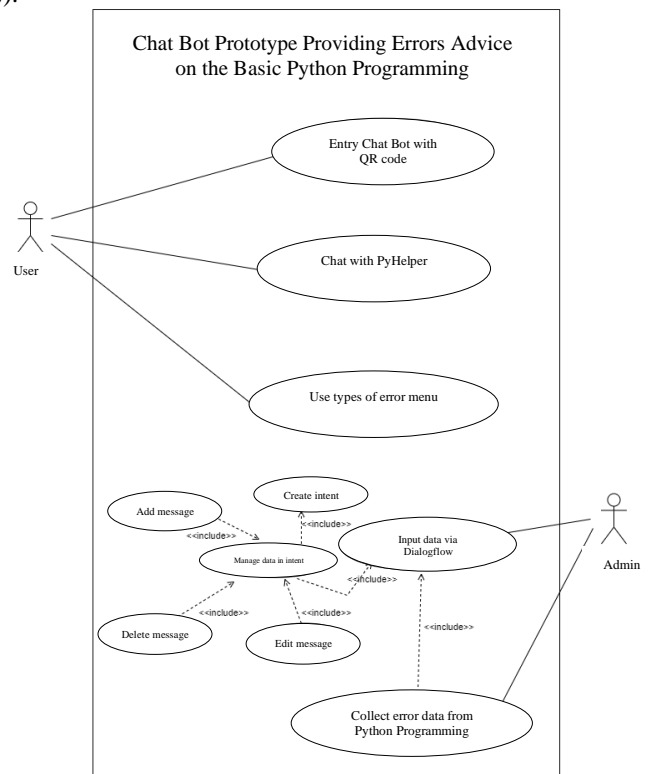 Chat Bot Prototype Providing Errors Advice
on the Basic Python Programming
Entry Chat Bot with
QR code
User
Chat with PyHelper
Use types of error menu
Create intent
Add message
<<include>>
<<include>>
Input data via
Dialogflow
Manage data in intent
Admin
<<include>>
<<include>>
<<include>>
<<include>>
Delete message
Edit message
Collect error data from
Python Programming